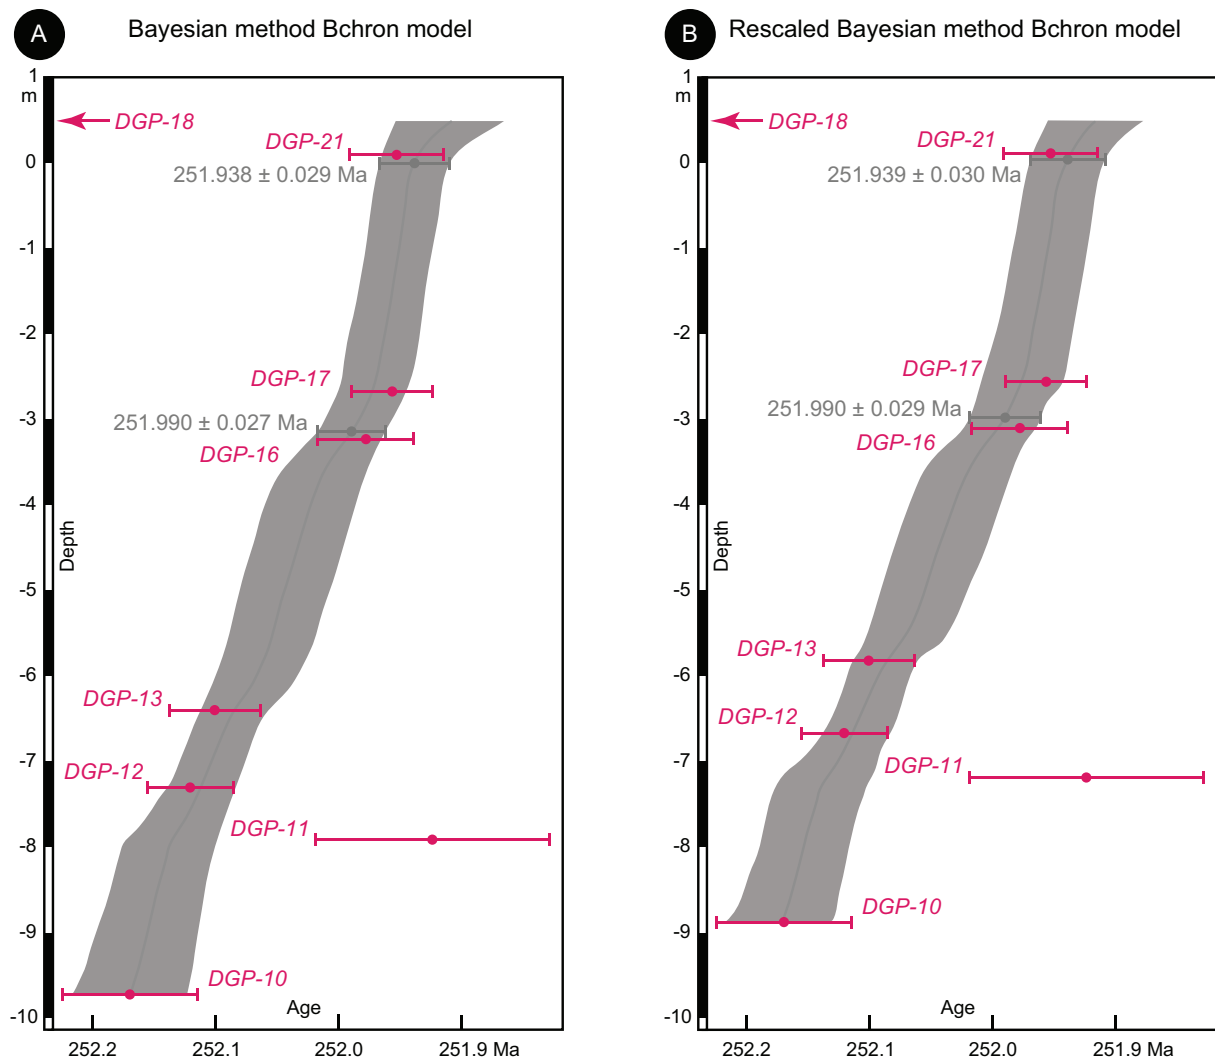 A
Bayesian method Bchron model
1
m
DGP-18
DGP-21
0
251.938 ± 0.029 Ma
-1
-2
DGP-17
-3
251.990 ± 0.027 Ma
DGP-16
-4
Depth
-5
-6
DGP-13
-7
DGP-12
DGP-11
-8
-9
DGP-10
Age
-10
252.2
252.1
252.0
251.9 Ma
B
Rescaled Bayesian method Bchron model
1
m
DGP-18
DGP-21
0
251.939 ± 0.030 Ma
-1
-2
DGP-17
-3
251.990 ± 0.029 Ma
DGP-16
-4
Depth
-5
DGP-13
-6
DGP-12
-7
DGP-11
-8
DGP-10
-9
Age
-10
252.2
252.1
252.0
251.9 Ma